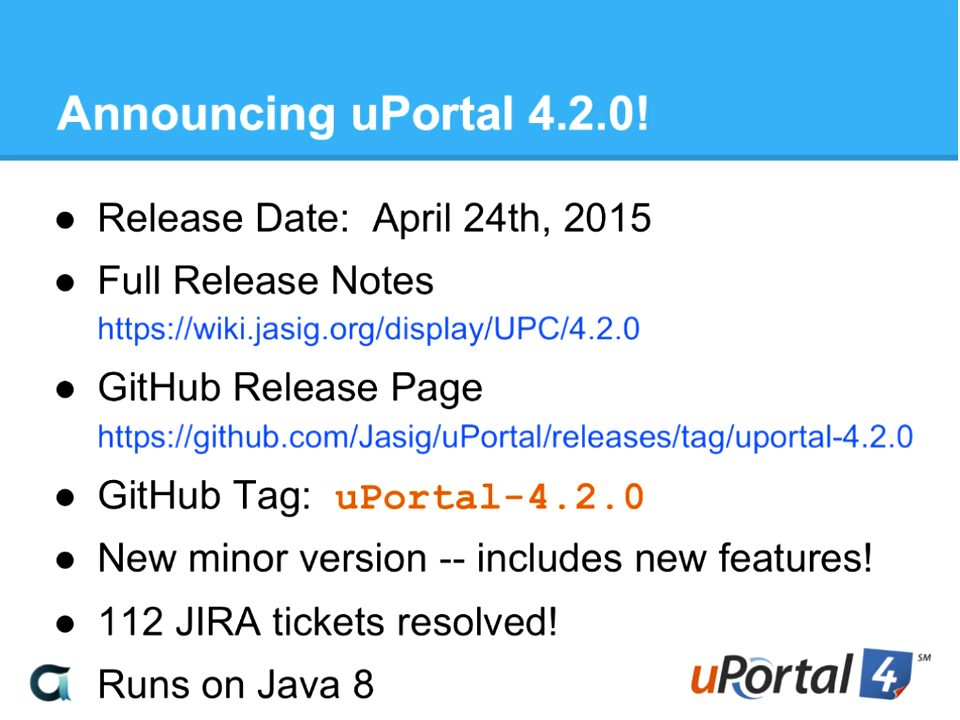 Announcing uPortal 4.2.0!
● Release Date:  April 24th, 2015
● Full Release Notes
https://wiki.jasig.org/display/UPC/4.2.0
● GitHub Release Page
https://github.com/Jasig/uPortal/releases/tag/uportal-4.2.0
● GitHub Tag:  uPortal-4.2.0
● New minor version -- includes new features!
● 112 JIRA tickets resolved!
Runs on Java 8
uPortal 4 SM